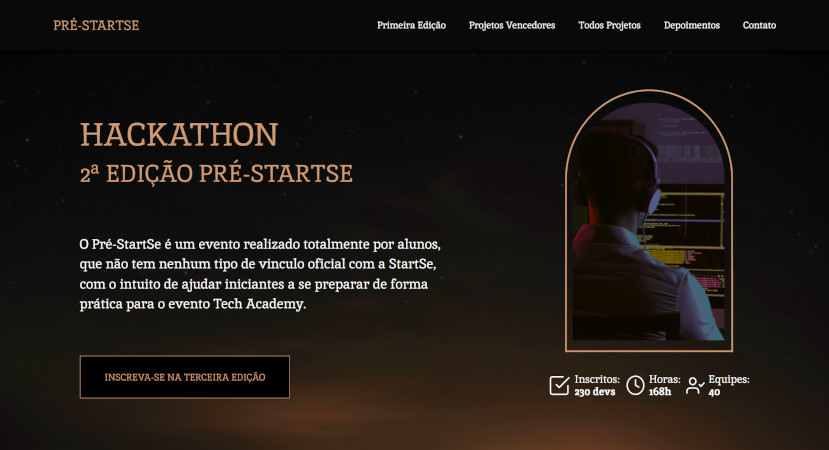 PRÉ-STARTSE
Primeira Edição Projetos Vencedores Todos Projetos Depoimentos Contato
HACKATHON
2ª EDIÇÃO PRÉ-STARTSE
O Pré-StartSe é um evento realizado totalmente por alunos,
que não tem nenhum tipo de vinculo oficial com a StartSe,
com o intuito de ajudar iniciantes a se preparar de forma
prática para o evento Tech Academy.
INSCREVA-SE NA TERCEIRA EDIÇÃO
Inscritos: Horas: Equipes:
230 devs 168h 40